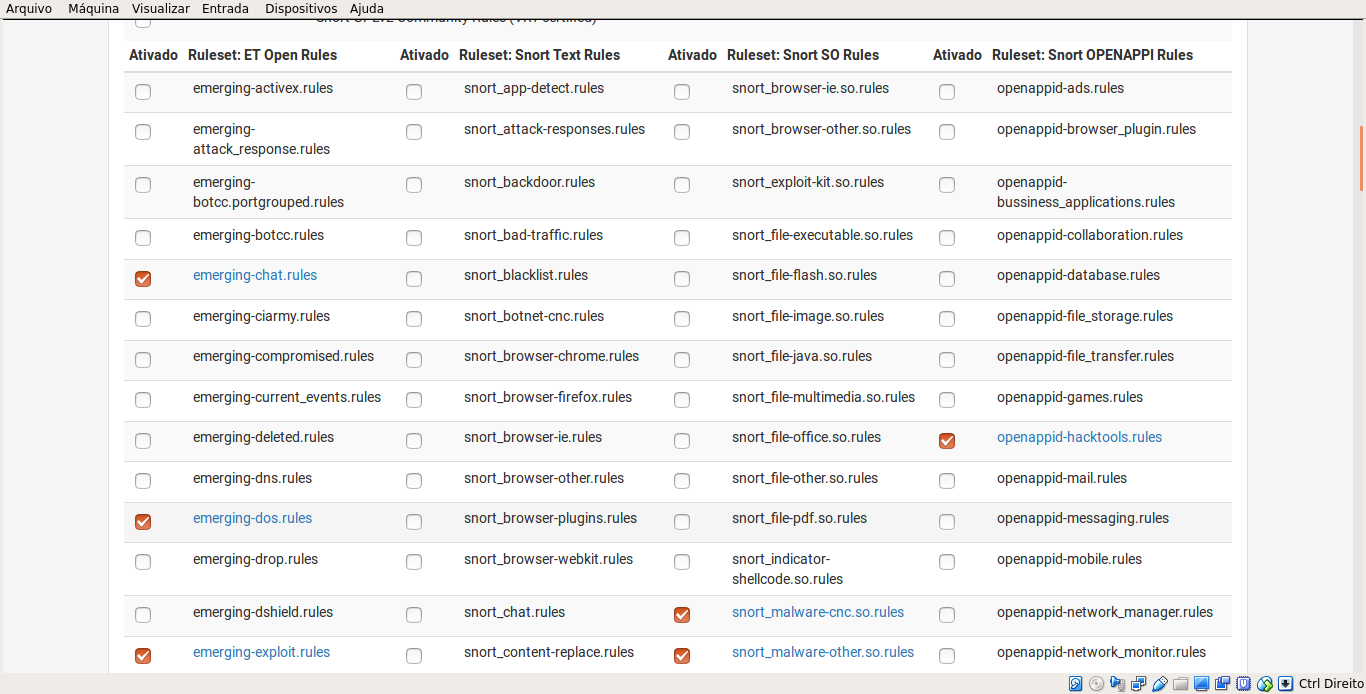 Arquivo Máquina Visualizar Entrada Dispositivos Ajuda
Ativado Ruleset: ET Open Rules Ativado Ruleset: Snort Text Rules Ativado Ruleset: Snort SO Rules Ativado Ruleset: Snort OPENAPPI Rules
emerging-activex.rules snort_app-detect.rules snort_browser-ie.so.rules openappid-ads.rules
emerging- snort_attack-responses.rules snort_browser-other.so.rules openappid-browser_plugin.rules
attack_response.rules
emerging- snort_backdoor.rules snort_exploit-kit.so.rules openappid-
botcc.portgrouped.rules bussiness_applications.rules
emerging-botcc.rules snort_bad-traffic.rules snort_file-executable.so.rules openappid-collaboration.rules
emerging-chat.rules snort_blacklist.rules snort_file-flash.so.rules openappid-database.rules
emerging-ciarmy.rules snort_botnet-cnc.rules snort_file-image.so.rules openappid-file_storage.rules
emerging-compromised.rules snort_browser-chrome.rules snort_file-java.so.rules openappid-file_transfer.rules
emerging-current_events.rules snort_browser-firefox.rules snort_file-multimedia.so.rules openappid-games.rules
emerging-deleted.rules snort_browser-ie.rules snort_file-office.so.rules openappid-hacktools.rules
emerging-dns.rules snort_browser-other.rules snort_file-other.so.rules openappid-mail.rules
emerging-dos.rules snort_browser-plugins.rules snort_file-pdf.so.rules openappid-messaging.rules
emerging-drop.rules snort_browser-webkit.rules snort_indicator- openappid-mobile.rules
shellcode.so.rules
emerging-dshield.rules snort_chat.rules snort_malware-cnc.so.rules openappid-network_manager.rules
emerging-exploit.rules snort_content-replace.rules snort_malware-other.so.rules openappid-network_monitor.rules
Ctrl Direito